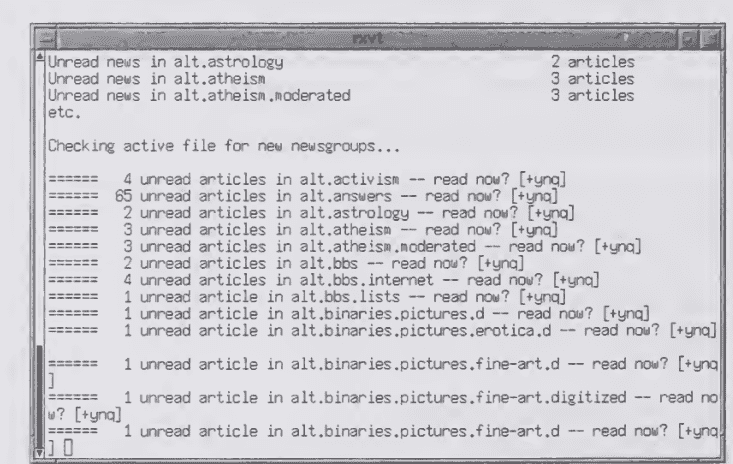 rxvt
Unread news in alt.astrology 2 articles
Unread news in alt.atheism 3 articles
Unread news in alt.atheism.moderated 3 articles
etc.
Checking active file for new newsgroups...
====== 4 unread articles in alt.activism -- read now? [+ynq]
====== 65 unread articles in alt.answers -- read now? [+ynq]
====== 2 unread articles in alt.astrology -- read now? [+ynq]
====== 3 unread articles in alt.atheism -- read now? [+ynq]
====== 3 unread articles in alt.atheism.moderated -- read now? [+ynq]
====== 2 unread articles in alt.bbs -- read now? [+ynq]
====== 4 unread articles in alt.bbs.internet -- read now? [+ynq]
====== 1 unread article in alt.bbs.lists -- read now? [+ynq]
====== 1 unread article in alt.binaries.pictures.d -- read now? [+ynq]
====== 1 unread article in alt.binaries.pictures.erotica.d -- read now? [+ynq]
====== 1 unread article in alt.binaries.pictures.fine-art.d -- read now? [+ynq
]
====== 1 unread article in alt.binaries.pictures.fine-art.digitized -- read no
w? [+ynq]
====== 1 unread article in alt.binaries.pictures.fine-art.d -- read now? [+ynq
]